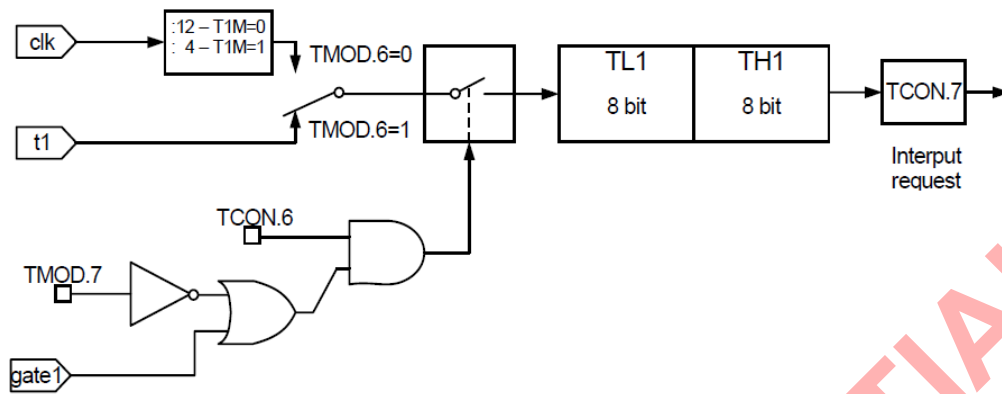 clk
:12 – T1M=0
: 4 – T1M=1
TMOD.6=0
TL1
8 bit
TH1
8 bit
TCON.7
t1
TMOD.6=1
Interput
request
TCON.6
TMOD.7
gate1
TIAL